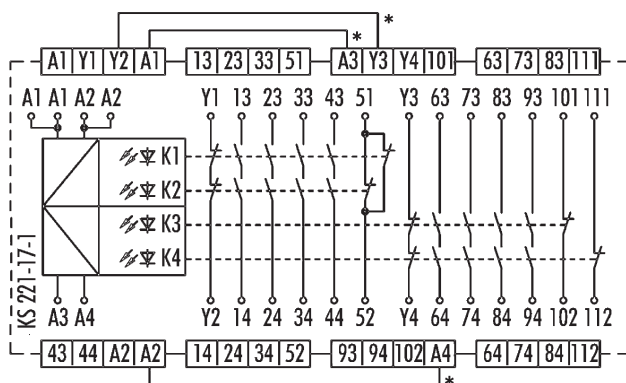 * 
*
A1 Y1 Y2 A1 13 23 33 51 A3 Y3 Y4 101 63 73 83 111
A1 A1 A2 A2 Y1 13 23 33 43 51 Y3 63 73 83 93 101 111
K1
K2
K3
K4
KS 221-17-1
A3 A4 Y2 14 24 34 44 52 Y4 64 74 84 94 102 112
43 44 A2 A2 14 24 34 52 93 94 102 A4 64 74 84 112
*